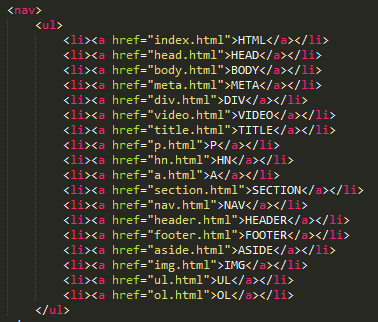 <nav>
<ul>
<li><a href="index.html">HTML</a></li>
<li><a href="head.html">HEAD</a></li>
<li><a href="body.html">BODY</a></li>
<li><a href="meta.html">META</a></li>
<li><a href="div.html">DIV</a></li>
<li><a href="video.html">VIDEO</a></li>
<li><a href="title.html">TITLE</a></li>
<li><a href="p.html">P</a></li>
<li><a href="hn.html">HN</a></li>
<li><a href="a.html">A</a></li>
<li><a href="section.html">SECTION</a></li>
<li><a href="nav.html">NAV</a></li>
<li><a href="header.html">HEADER</a></li>
<li><a href="footer.html">FOOTER</a></li>
<li><a href="aside.html">ASIDE</a></li>
<li><a href="img.html">IMG</a></li>
<li><a href="ul.html">UL</a></li>
<li><a href="ol.html">OL</a></li>
</ul>